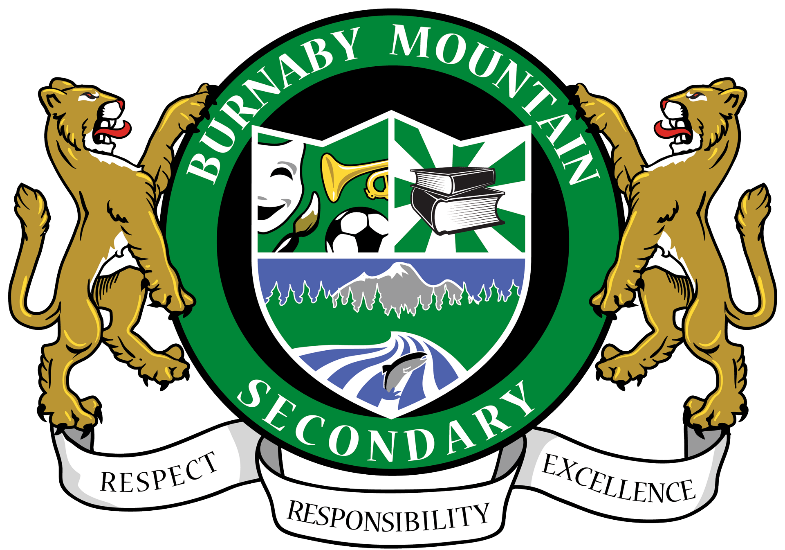 BURNABY MOUNTAIN
SECONDARY
RESPECT
RESPONSIBILITY
EXCELLENCE